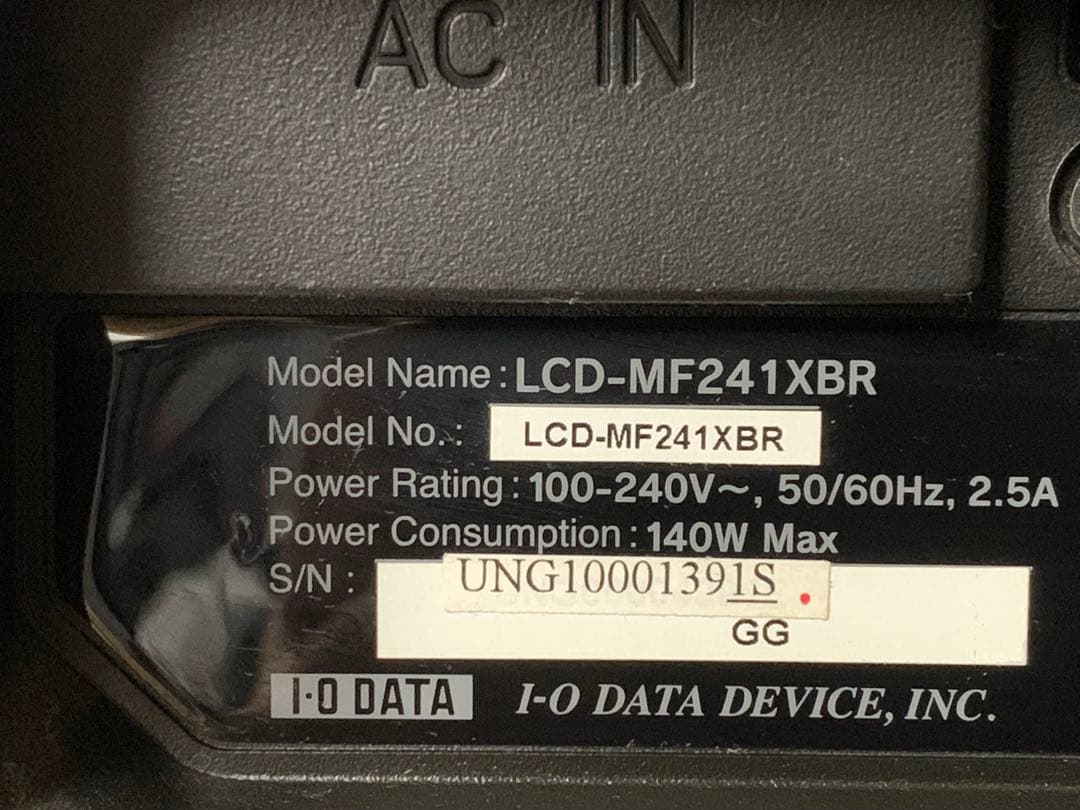 AC IN
Model Name : LCD-MF241XBR
Model No. : LCD-MF241XBR
Power Rating : 100-240V~, 50/60Hz, 2.5A
Power Consumption : 140W Max
S/N : UNG10001391S
GG
I·O DATA I-O DATA DEVICE, INC.